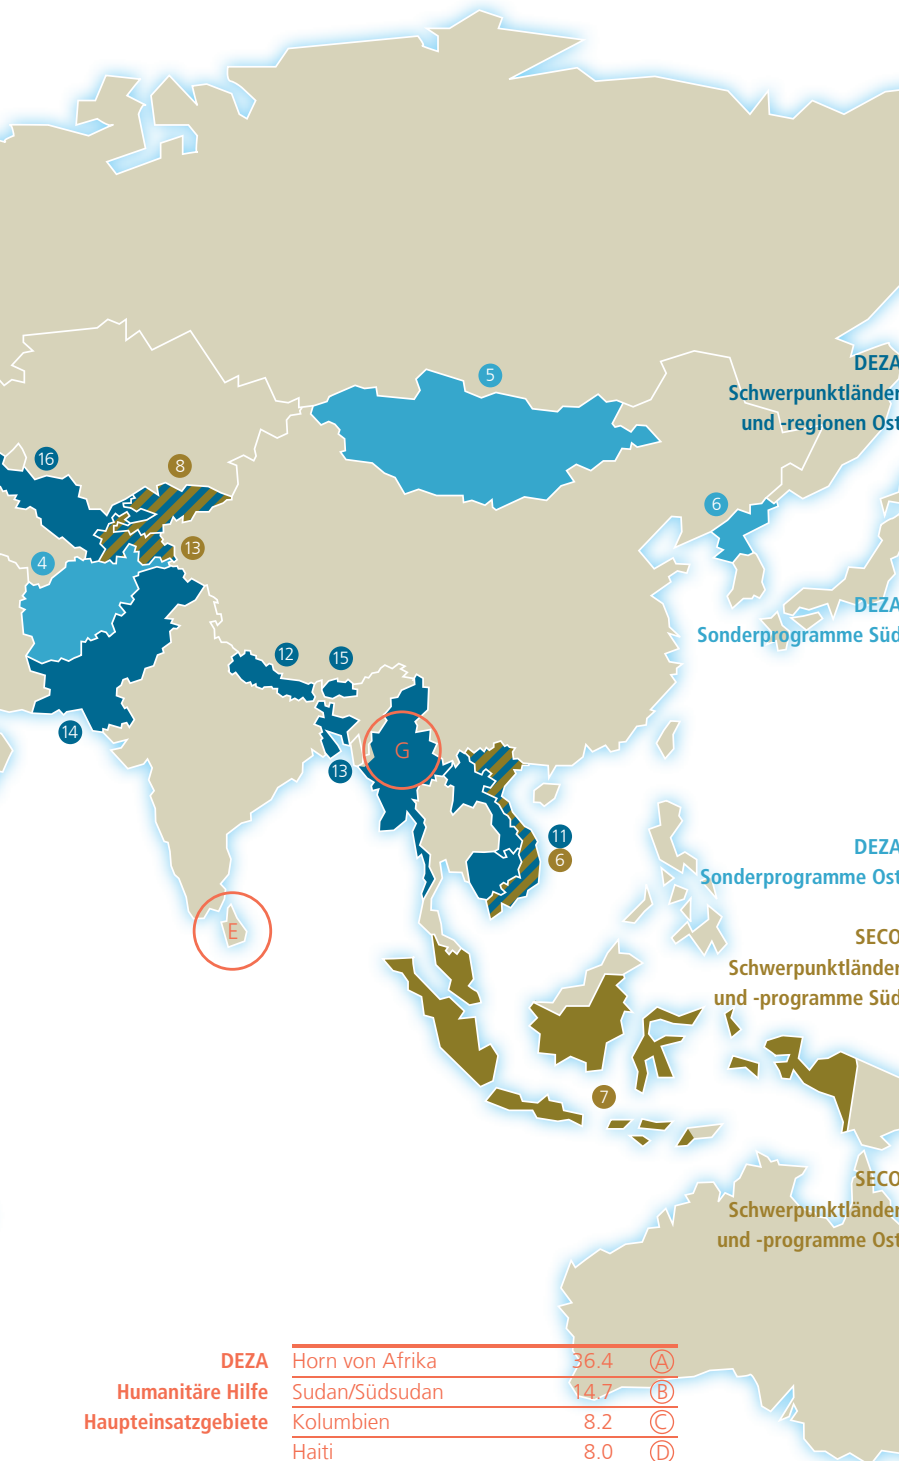 5
DEZA
Schwerpunktländer
und -regionen Ost
16
8
6
13
4
DEZA
Sonderprogramme Süd
12
15
14
G
13
11
6
DEZA
Sonderprogramme Ost
E
SECO
Schwerpunktländer
und -programme Süd
7
SECO
Schwerpunktländer
und -programme Ost
DEZA Horn von Afrika 36.4 A
Humanitäre Hilfe Sudan/Südsudan 14.7 B
Haupteinsatzgebiete Kolumbien 8.2 C
Haiti 8.0 D